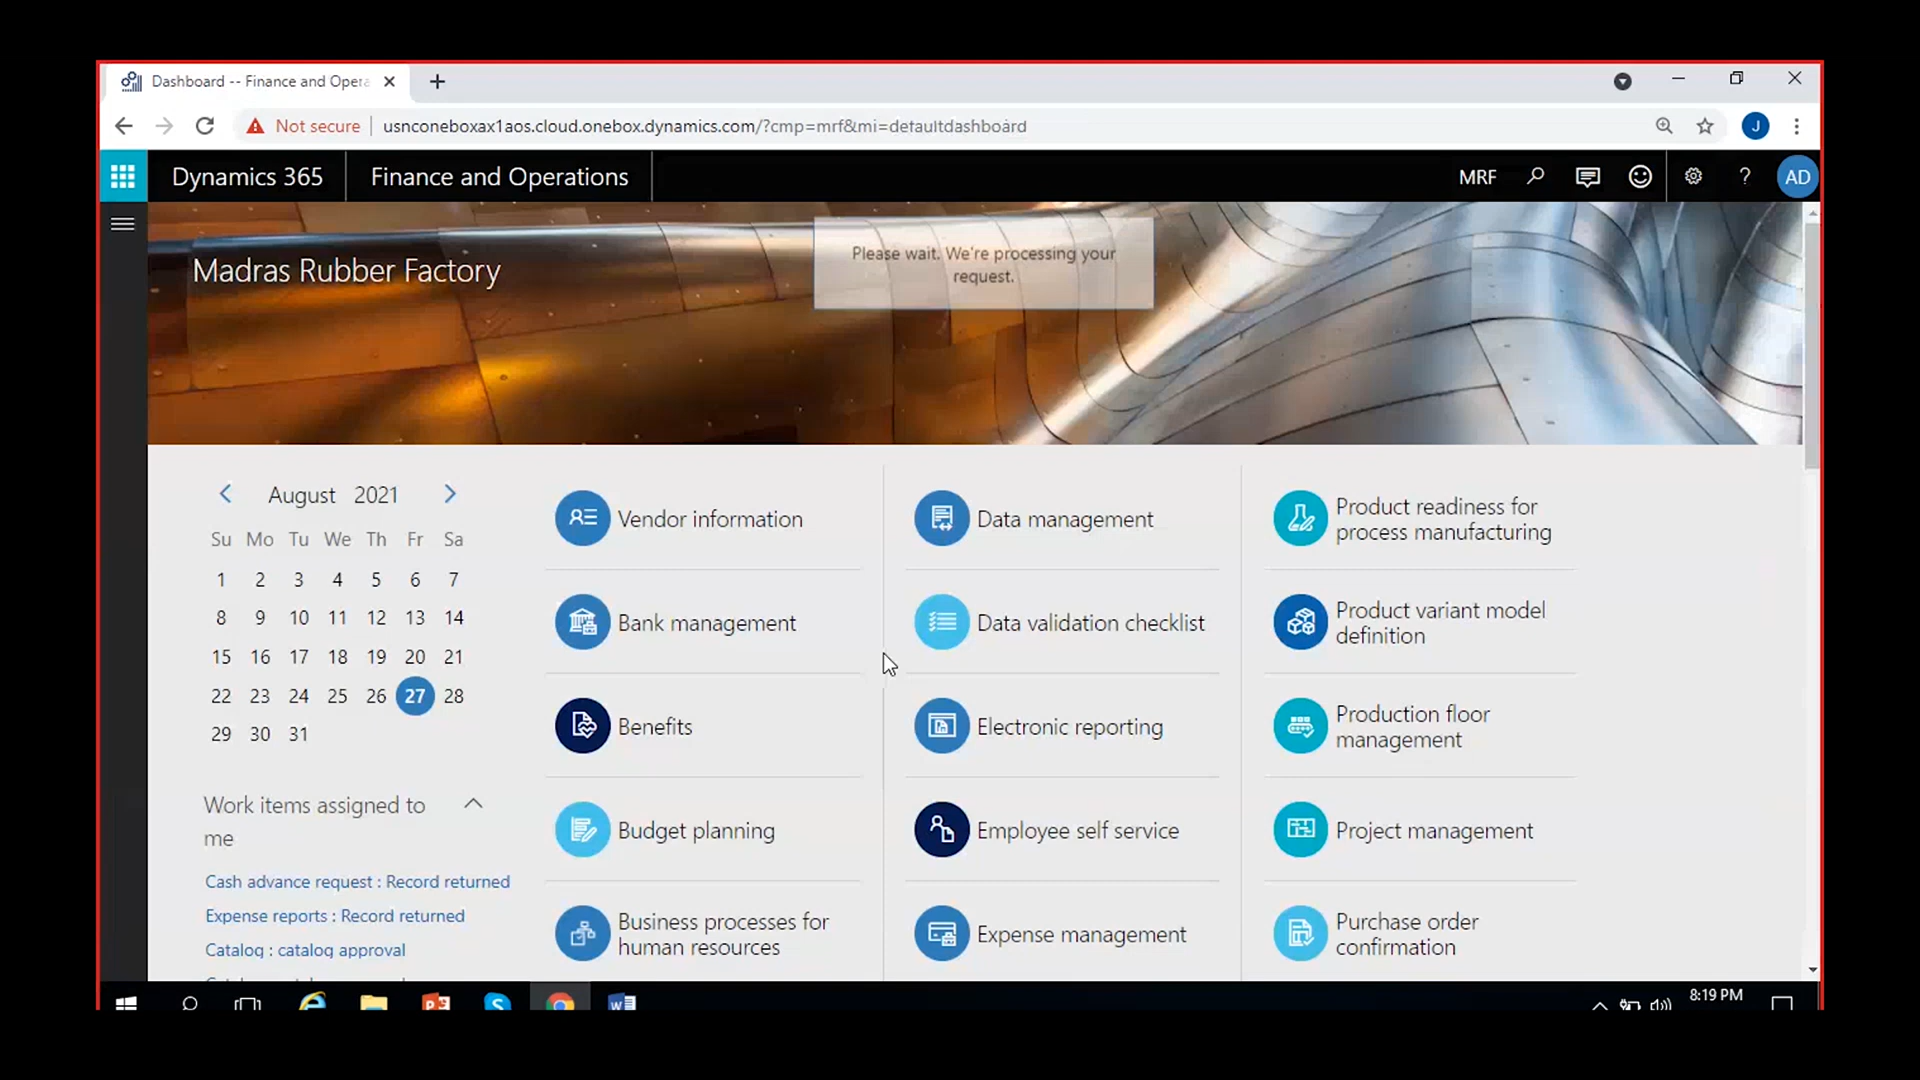 Dashboard -- Finance and Opera
Not secure
usnconeboxax1aos.cloud.onebox.dynamics.com/?cmp=mrf&mi=defaultdashboard
J
Dynamics 365
Finance and Operations
MRF
?
AD
Madras Rubber Factory
Please wait. We're processing your
request.
August 2021
Su Mo Tu We Th Fr Sa
1 2 3 4 5 6 7
8 9 10 11 12 13 14
15 16 17 18 19 20 21
22 23 24 25 26 27 28
29 30 31
Work items assigned to
me
Cash advance request : Record returned
Expense reports : Record returned
Catalog : catalog approval
Vendor information
Bank management
Benefits
Budget planning
Business processes for
human resources
Data management
Data validation checklist
Electronic reporting
Employee self service
Expense management
Product readiness for
process manufacturing
Product variant model
definition
Production floor
management
Project management
Purchase order
confirmation
8:19 PM